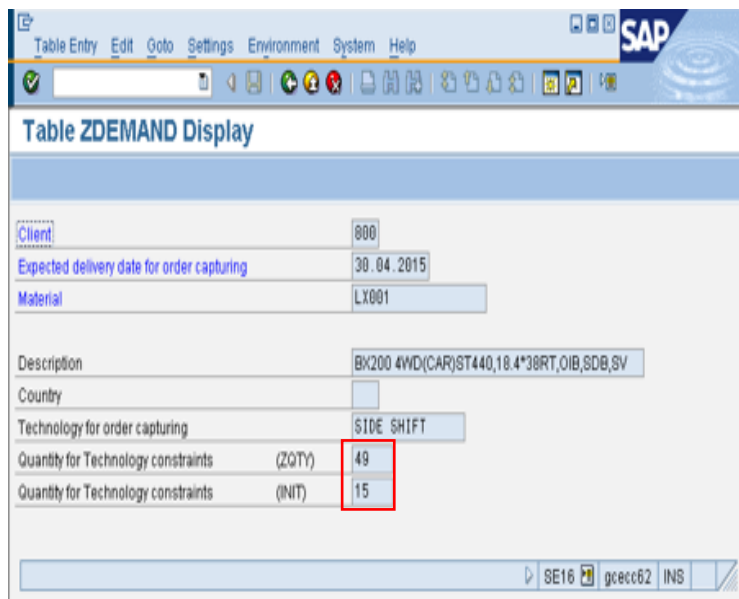 Table Entry Edit Goto Settings Environment System Help
SAP
Table ZDEMAND Display
Client 800
Expected delivery date for order capturing 30.04.2015
Material LX001
Description BX200 4WD(CAR)ST440,18.4*38RT,OIB,SDB,SV
Country
Technology for order capturing SIDE SHIFT
Quantity for Technology constraints (ZQTY) 49
Quantity for Technology constraints (INIT) 15
SE16 gcecc62 INS